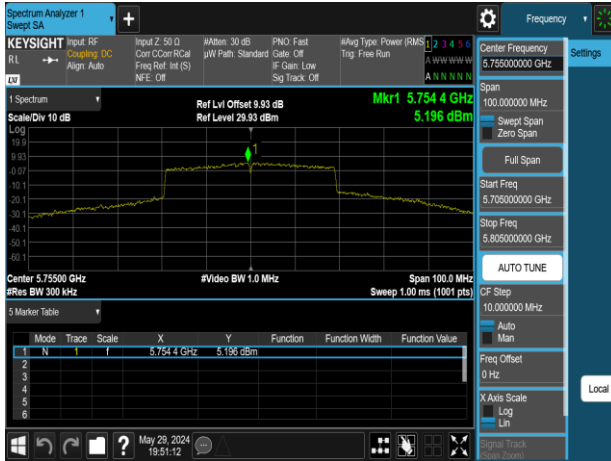 Spectrum Analyzer 1
Swept SA
+
Frequency
KEYSIGHT
RL
LXI
Input: RF
Coupling: DC
Align: Auto
Input Z: 50 Ω
Corr CCorr RCal
Freq Ref: Int (S)
NFE: Off
#Atten: 30 dB
µW Path: Standard
PNO: Fast
Gate: Off
IF Gain: Low
Sig Track: Off
#Avg Type: Power (RMS
Trig: Free Run
1 2 3 4 5 6
A W W W W W
A N N N N N
1 Spectrum
Scale/Div 10 dB
Ref Lvl Offset 9.93 dB
Ref Level 29.93 dBm
Mkr1 5.754 4 GHz
5.196 dBm
Log
19.9
9.93
-0.07
-10.1
-20.1
-30.1
-40.1
-50.1
-60.1
1
Center 5.75500 GHz
#Res BW 300 kHz
#Video BW 1.0 MHz
Span 100.0 MHz
Sweep 1.00 ms (1001 pts)
5 Marker Table
Mode Trace Scale X Y Function Function Width Function Value
1 N 1 f 5.754 4 GHz 5.196 dBm
2
3
4
5
6
May 29, 2024
19:51:12
?
Center Frequency
5.755000000 GHz
Span
100.000000 MHz
Swept Span
Zero Span
Full Span
Start Freq
5.705000000 GHz
Stop Freq
5.805000000 GHz
AUTO TUNE
CF Step
10.000000 MHz
Auto
Man
Freq Offset
0 Hz
X Axis Scale
Log
Lin
Signal Track
(Span Zoom)
Settings
Local